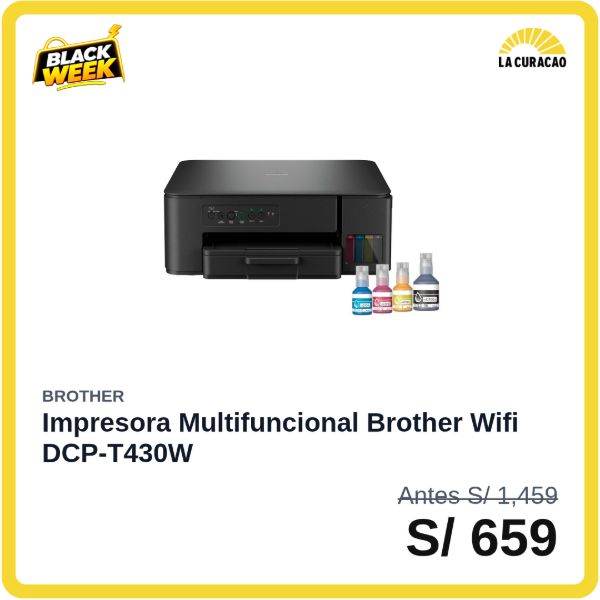 BLACK
WEEK
LA CURACAO
BROTHER
Impresora Multifuncional Brother Wifi
DCP-T430W
Antes S/ 1,459
S/ 659